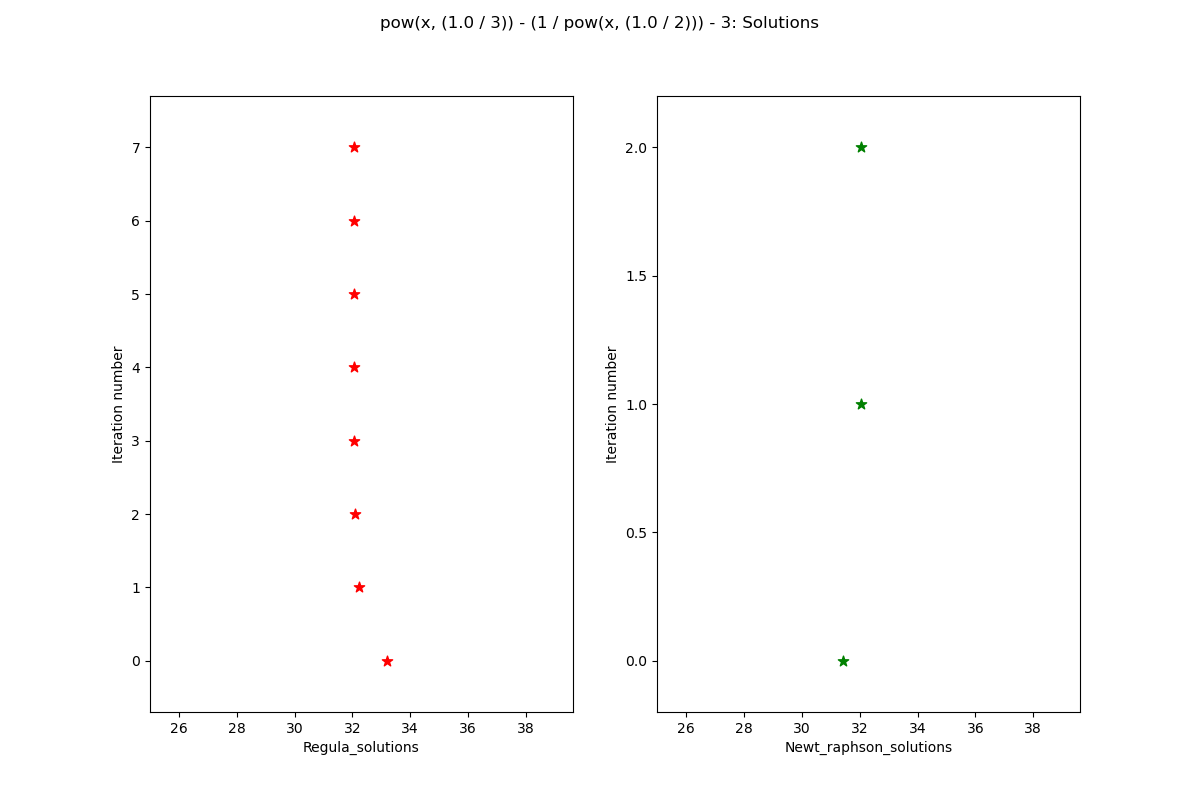 pow(x, (1.0 / 3)) - (1 / pow(x, (1.0 / 2))) - 3: Solutions
Iteration number
7
6
5
4
3
2
1
0
26 28 30 32 34 36 38
Regula_solutions
Iteration number
2.0
1.5
1.0
0.5
0.0
26 28 30 32 34 36 38
Newt_raphson_solutions